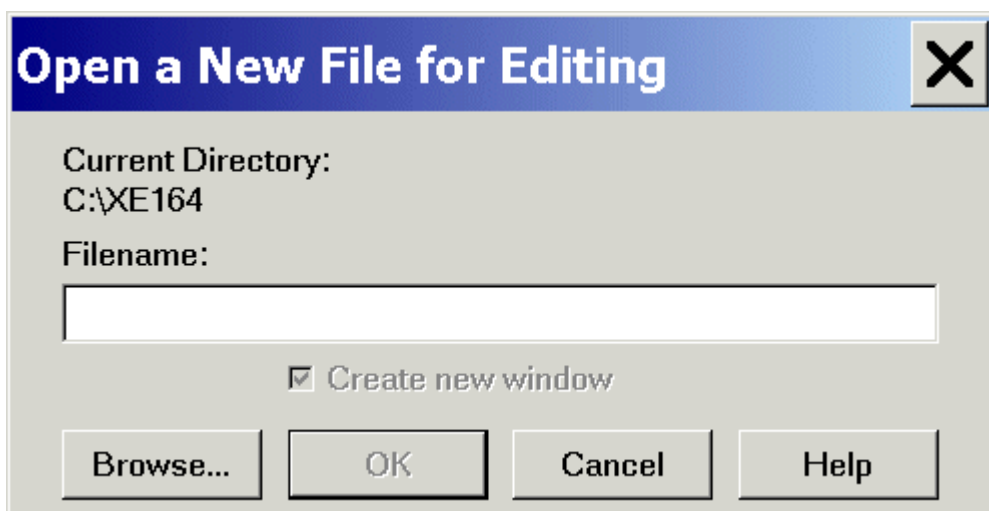 Open a New File for Editing
Current Directory:
C:\XE164
Filename:
Create new window
Browse... OK Cancel Help